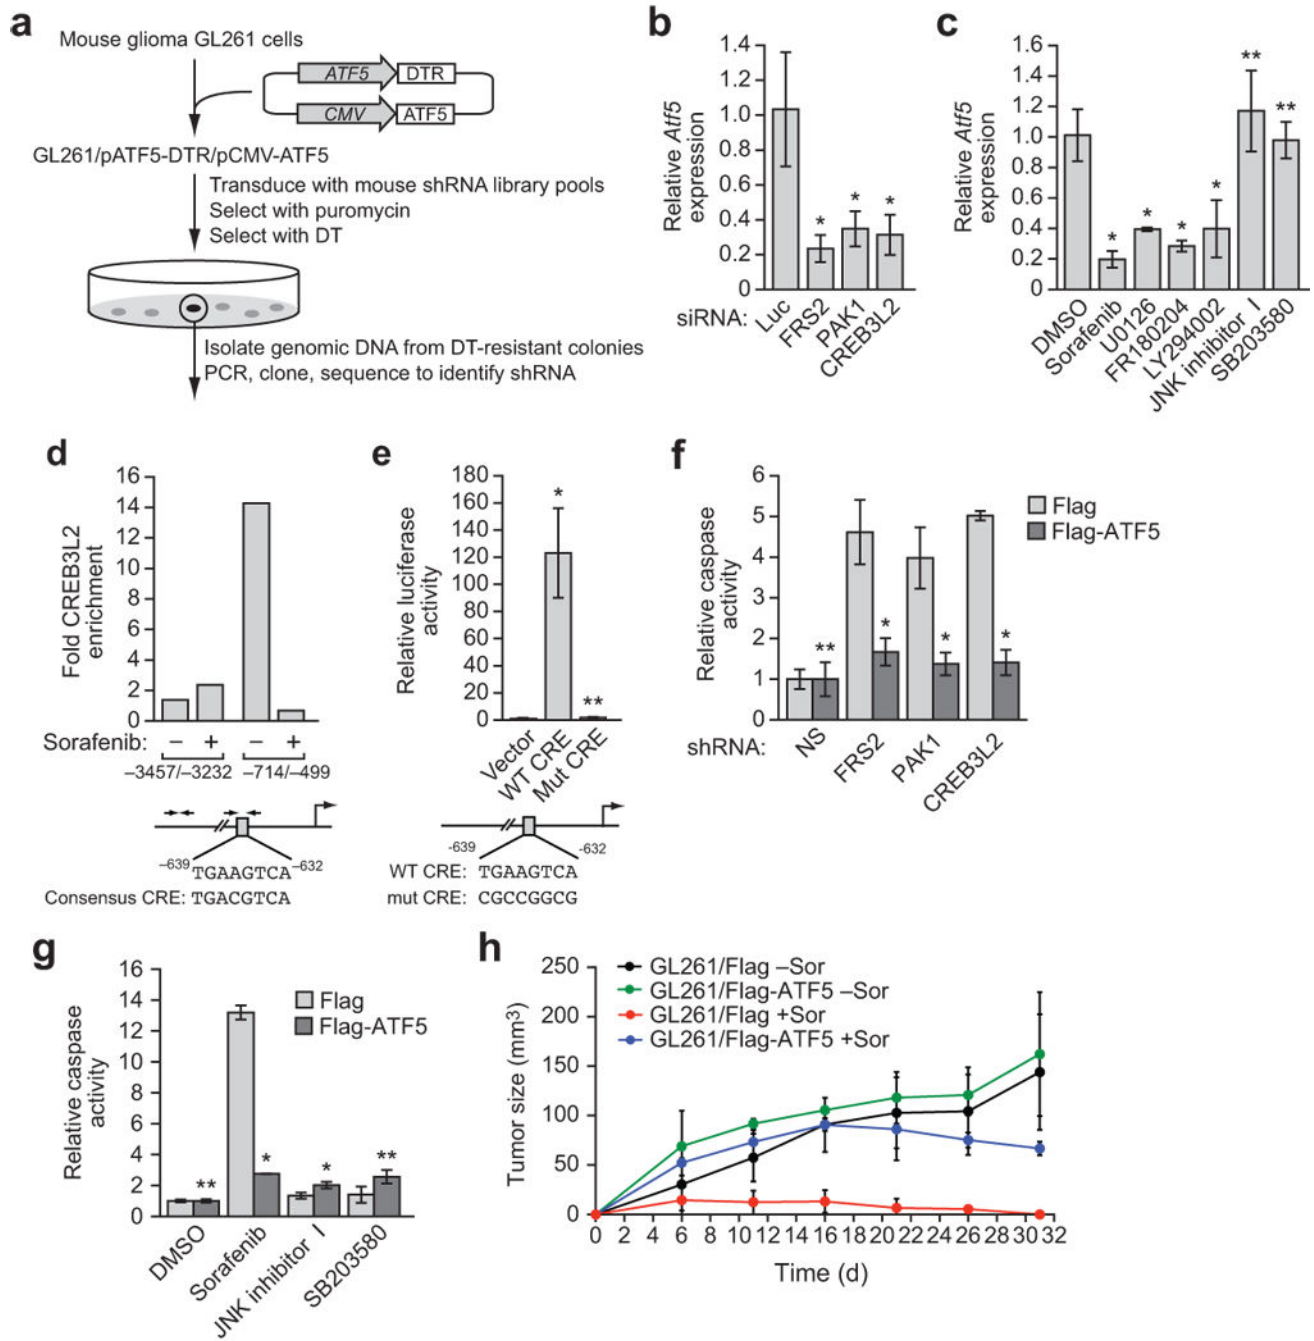 a
Mouse glioma GL261 cells
ATF5 DTR
CMV ATF5
GL261/pATF5-DTR/pCMV-ATF5
Transduce with mouse shRNA library pools
Select with puromycin
Select with DT
Isolate genomic DNA from DT-resistant colonies
PCR, clone, sequence to identify shRNA
b
Relative Atf5
expression
1.4
1.2
1.0
0.8
0.6
0.4
0.2
0
* * *
siRNA:
Luc
FRS2
PAK1
CREB3L2
c
Relative Atf5
expression
1.6
1.4
1.2
1.0
0.8
0.6
0.4
0.2
0
* * * * ** **
DMSO
Sorafenib
U0126
FR180204
LY294002
JNK inhibitor I
SB203580
d
Fold CREB3L2
enrichment
16
14
12
10
8
6
4
2
0
Sorafenib: – + – +
–3457/–3232 –714/–499
–639 TGAAGTCA –632
Consensus CRE: TGACGTCA
e
Relative luciferase
activity
180
160
140
120
100
80
60
40
20
0
* **
Vector
WT CRE
Mut CRE
-639 -632
WT CRE: TGAAGTCA
mut CRE: CGCCGGCG
f
Relative caspase
activity
6
5
4
3
2
1
0
** * * *
Flag
Flag-ATF5
shRNA:
NS
FRS2
PAK1
CREB3L2
g
Relative caspase
activity
16
14
12
10
8
6
4
2
0
** * * **
Flag
Flag-ATF5
DMSO
Sorafenib
JNK inhibitor I
SB203580
h
Tumor size (mm3)
250
200
150
100
50
0
GL261/Flag –Sor
GL261/Flag-ATF5 –Sor
GL261/Flag +Sor
GL261/Flag-ATF5 +Sor
0 2 4 6 8 10 12 14 16 18 20 22 24 26 28 30 32
Time (d)